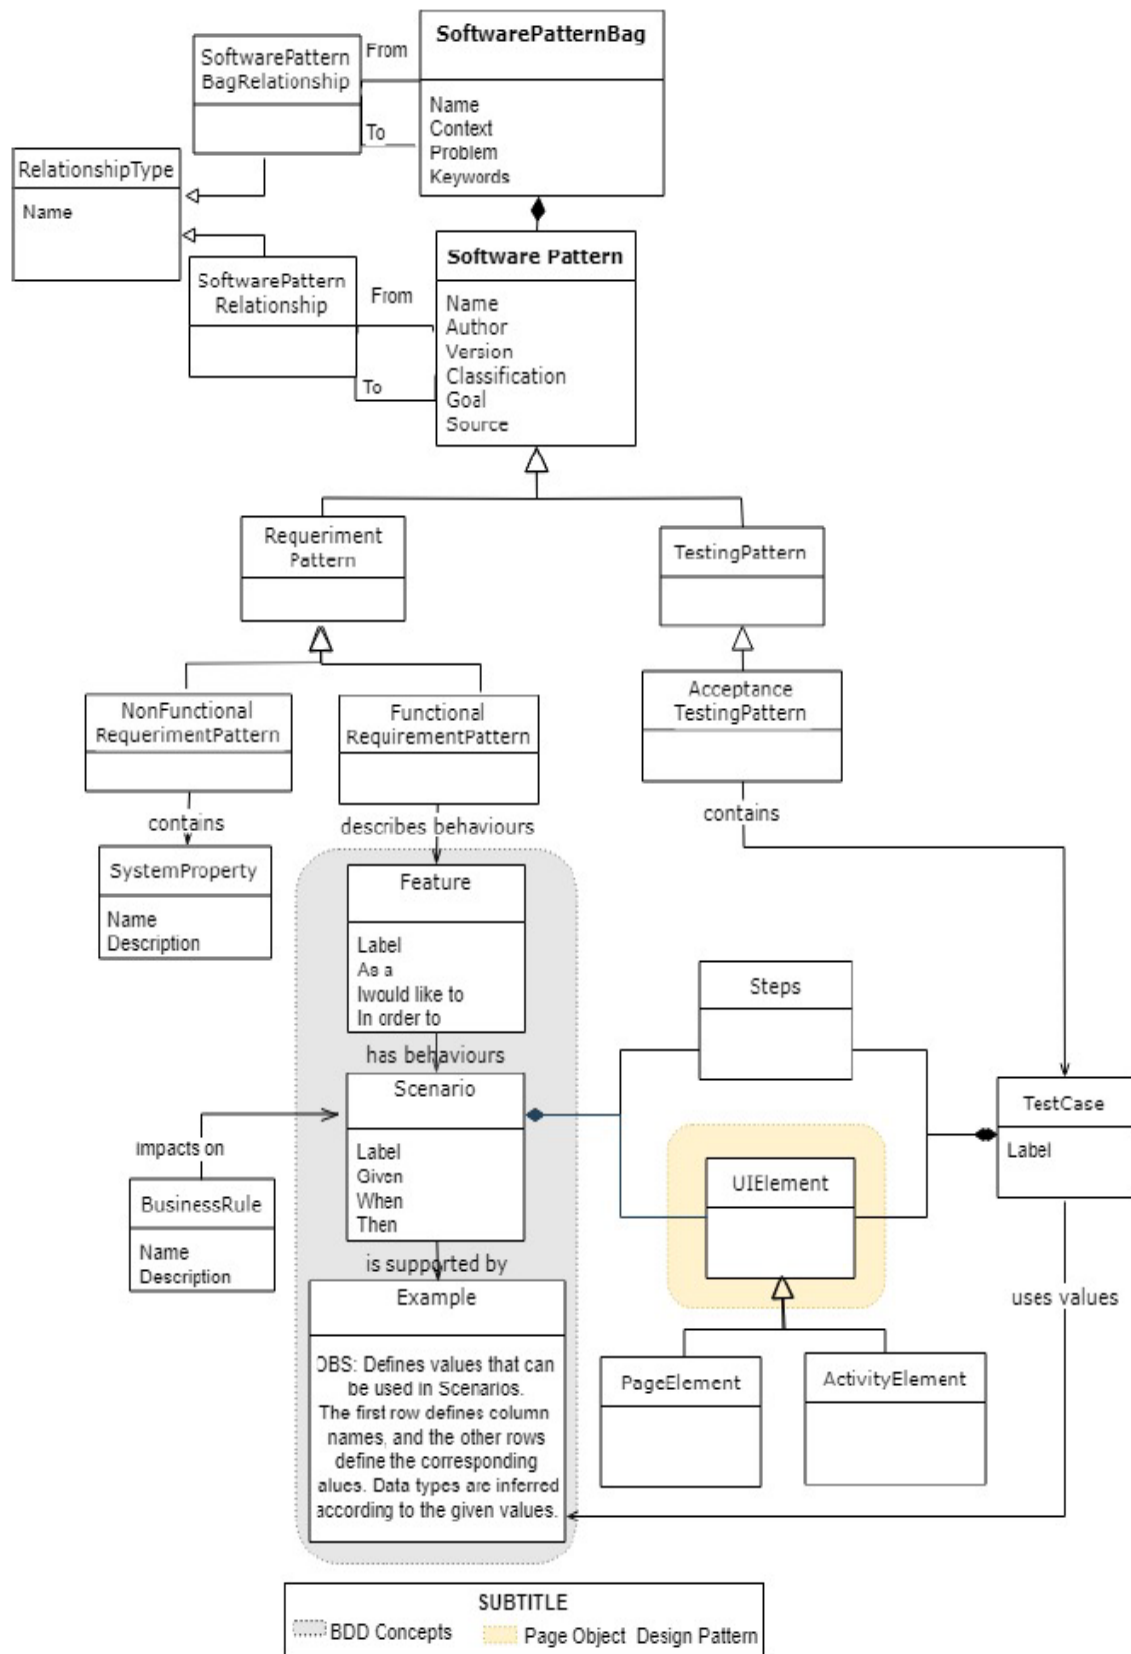 SoftwarePatternBag
Name
Context
Problem
Keywords
SoftwarePattern
BagRelationship
From
To
RelationshipType
Name
SoftwarePattern
Relationship
From
To
Software Pattern
Name
Author
Version
Classification
Goal
Source
Requeriment
Pattern
TestingPattern
NonFunctional
RequerimentPattern
Functional
RequirementPattern
Acceptance
TestingPattern
contains
describes behaviours
contains
SystemProperty
Name
Description
Feature
Label
As a
Iwould like to
In order to
has behaviours
Steps
Scenario
Label
Given
When
Then
TestCase
Label
impacts on
BusinessRule
Name
Description
UIElement
is supported by
uses values
Example
OBS: Defines values that can
be used in Scenarios.
The first row defines column
names, and the other rows
define the corresponding
alues. Data types are inferred
according to the given values.
PageElement
ActivityElement
SUBTITLE
BDD Concepts
Page Object Design Pattern